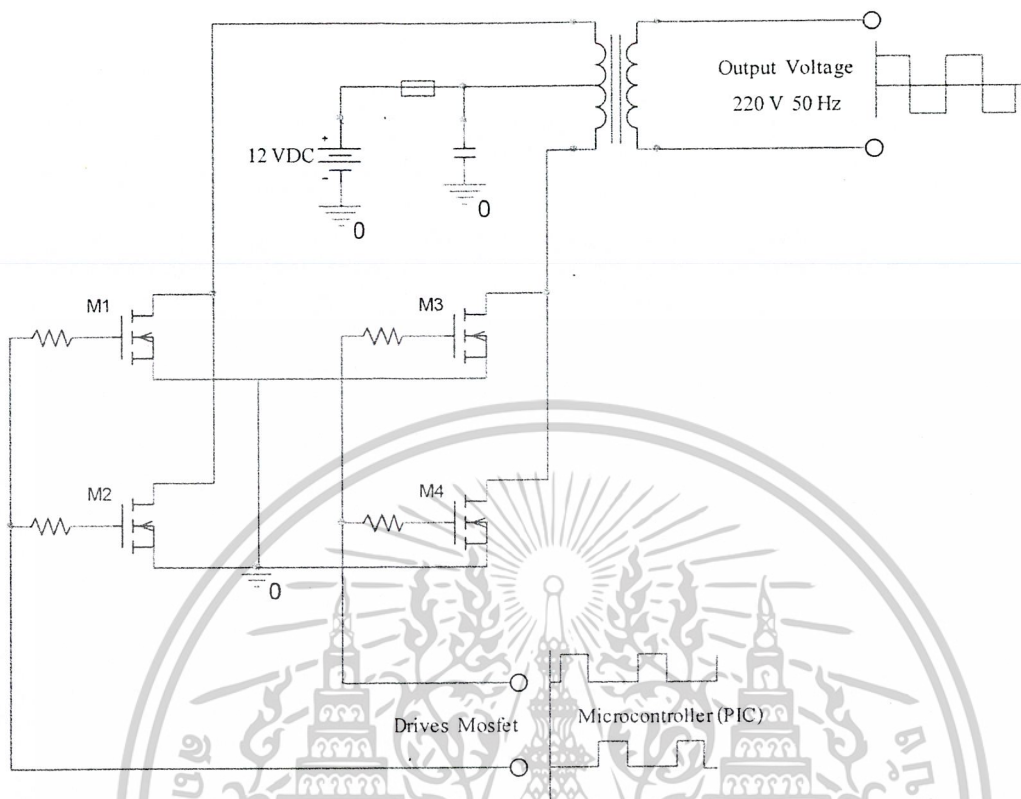 Output Voltage
220 V 50 Hz
+
12 VDC
-
0
0
M1
M3
M2
M4
0
Drives Mosfet
Microcontroller (PIC)